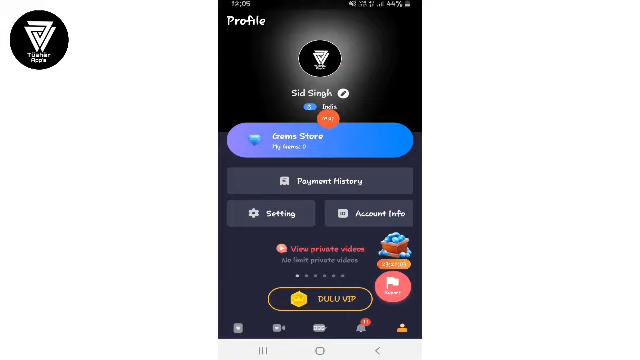 Tushar
App's
12:05
44%
Profile
Sid Singh
India
Gems Store
My Gems: 0
Payment History
Setting
Account Info
View private videos
No limit private videos
DULU VIP